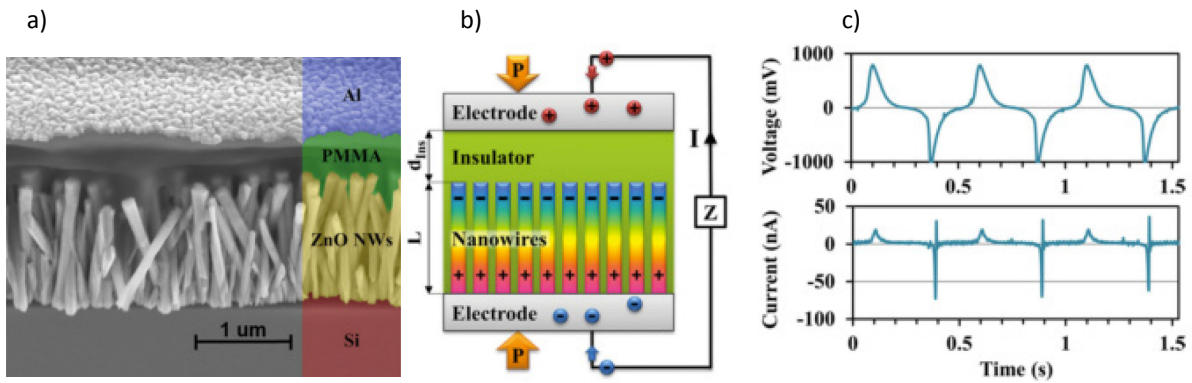 a)
Al
PMMA
ZnO NWs
1 um
Si
b)
P
Electrode
+ + +
Insulator
dIns
- - - - - - - - - -
Nanowires
L
+ + + + + + + + + +
Electrode
- - -
P
+
I
Z
-
c)
Voltage (mV)
1000
0
-1000
0 0.5 1 1.5
Current (nA)
50
0
-50
-100
0 0.5 1 1.5
Time (s)